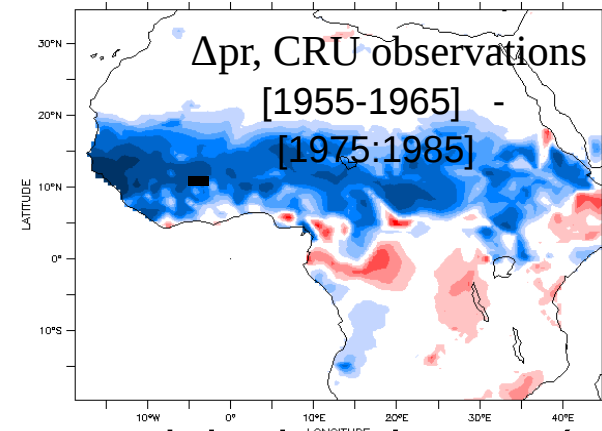 Δpr, CRU observations
[1955-1965] -
[1975:1985]
30°N
20°N
10°N
0°
10°S
LATITUDE
10°W 0° 10°E 20°E 30°E 40°E
LONGITUDE